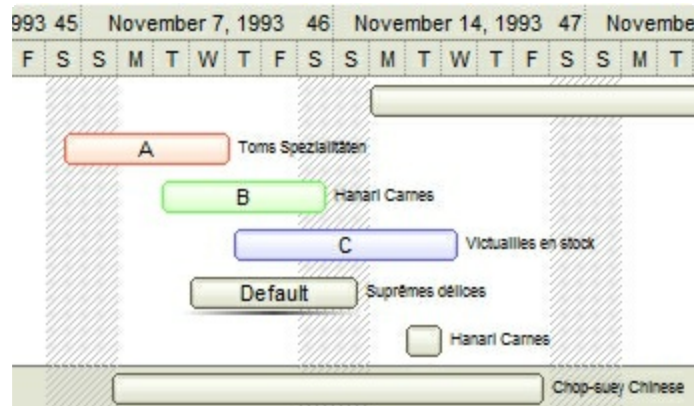 993 45 November 7, 1993 46 November 14, 1993 47 Novembe
F S S M T W T F S S M T W T F S S M T
A Toms Spezialitäten
B Hanari Carnes
C Victuailles en stock
Default Suprêmes délices
Hanari Carnes
Chop-suey Chinese